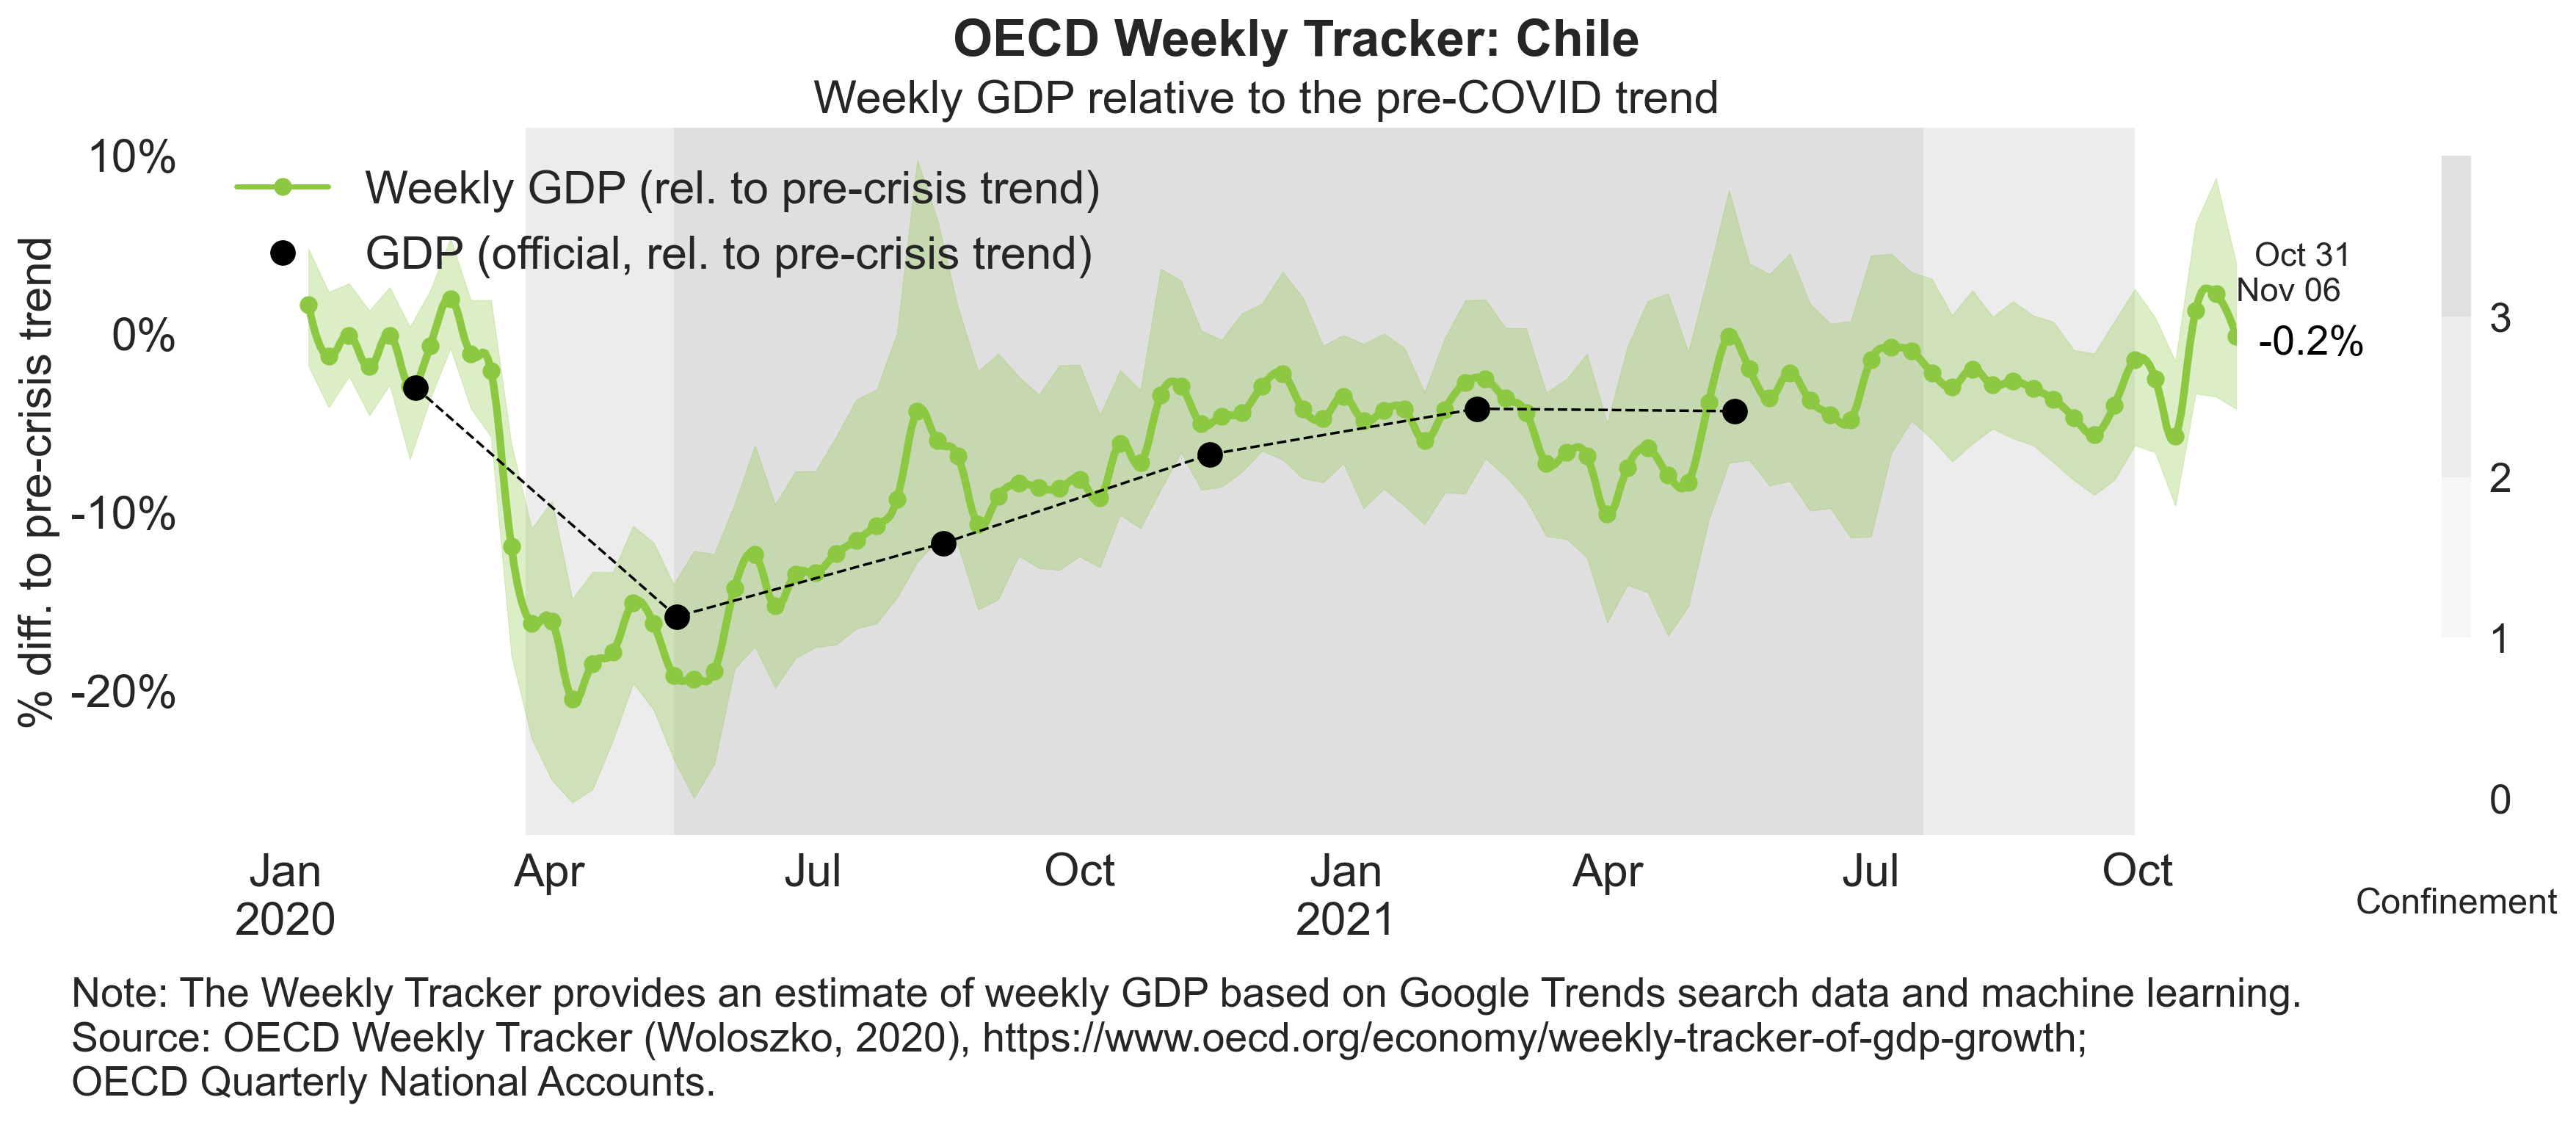 OECD Weekly Tracker: Chile
Weekly GDP relative to the pre-COVID trend
% diff. to pre-crisis trend
10%
0%
-10%
-20%
Weekly GDP (rel. to pre-crisis trend)
GDP (official, rel. to pre-crisis trend)
Oct 31
Nov 06
-0.2%
3
2
1
0
Confinement
Jan Apr Jul Oct Jan Apr Jul Oct
2020 2021
Note: The Weekly Tracker provides an estimate of weekly GDP based on Google Trends search data and machine learning.
Source: OECD Weekly Tracker (Woloszko, 2020), https://www.oecd.org/economy/weekly-tracker-of-gdp-growth;
OECD Quarterly National Accounts.